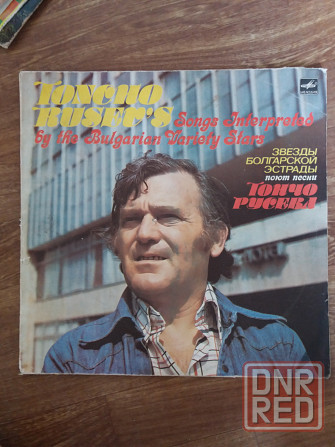 TONCHO
RUSEV'S Songs Interpreted
by the Bulgarian Variety Stars
ЗВЕЗДЫ
БОЛГАРСКОЙ
ЭСТРАДЫ
поют песни
ТОНЧО
РУСЕВА
DNR
RED